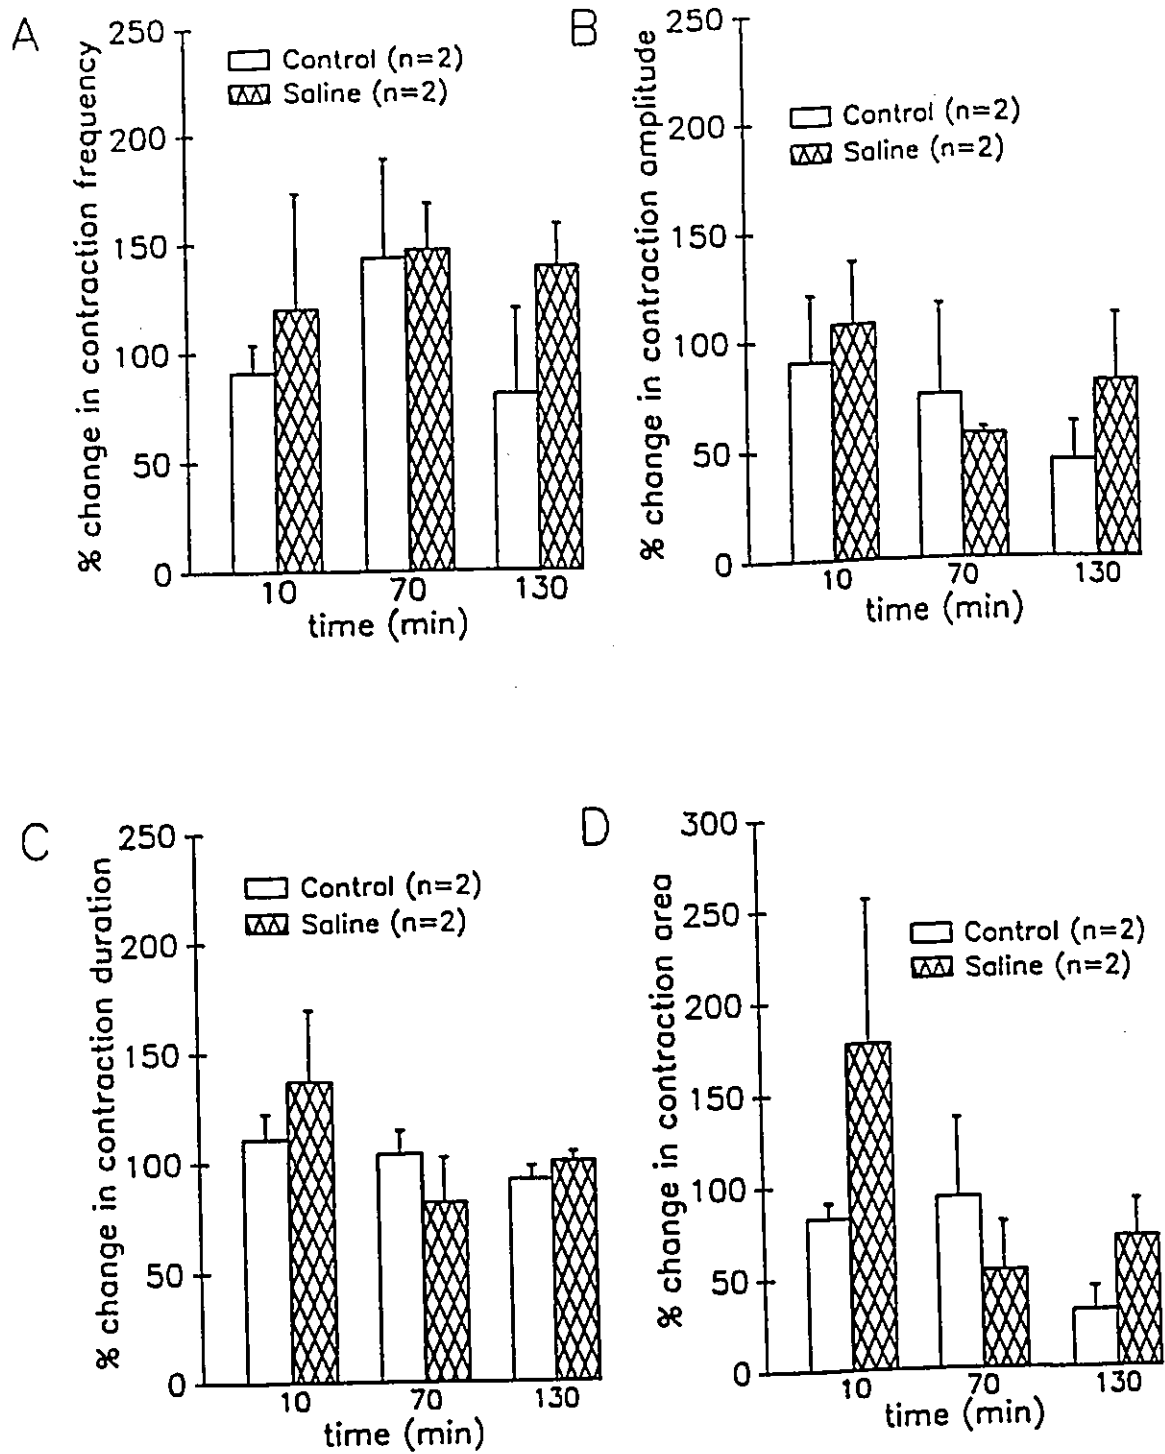 A
% change in contraction frequency
250
200
150
100
50
0
Control (n=2)
Saline (n=2)
10 70 130
time (min)
B
% change in contraction amplitude
250
200
150
100
50
0
Control (n=2)
Saline (n=2)
10 70 130
time (min)
C
% change in contraction duration
250
200
150
100
50
0
Control (n=2)
Saline (n=2)
10 70 130
time (min)
D
% change in contraction area
300
250
200
150
100
50
0
Control (n=2)
Saline (n=2)
10 70 130
time (min)